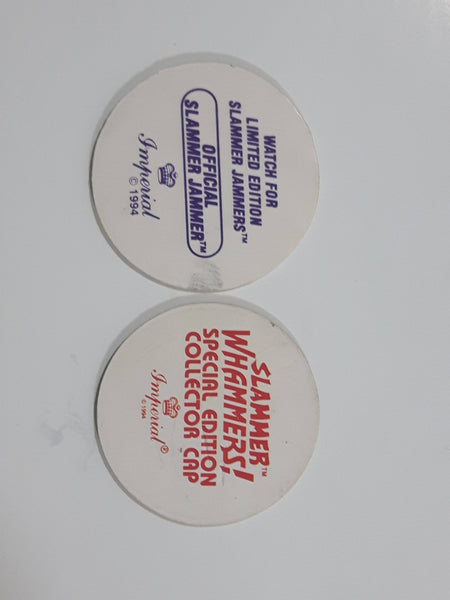 WATCH FOR
LIMITED EDITION
SLAMMER JAMMERS™
OFFICIAL
SLAMMER JAMMER™
Imperial
© 1994
SLAMMER™
WHAMMERS!
SPECIAL EDITION
COLLECTOR CAP
Imperial®
© 1994